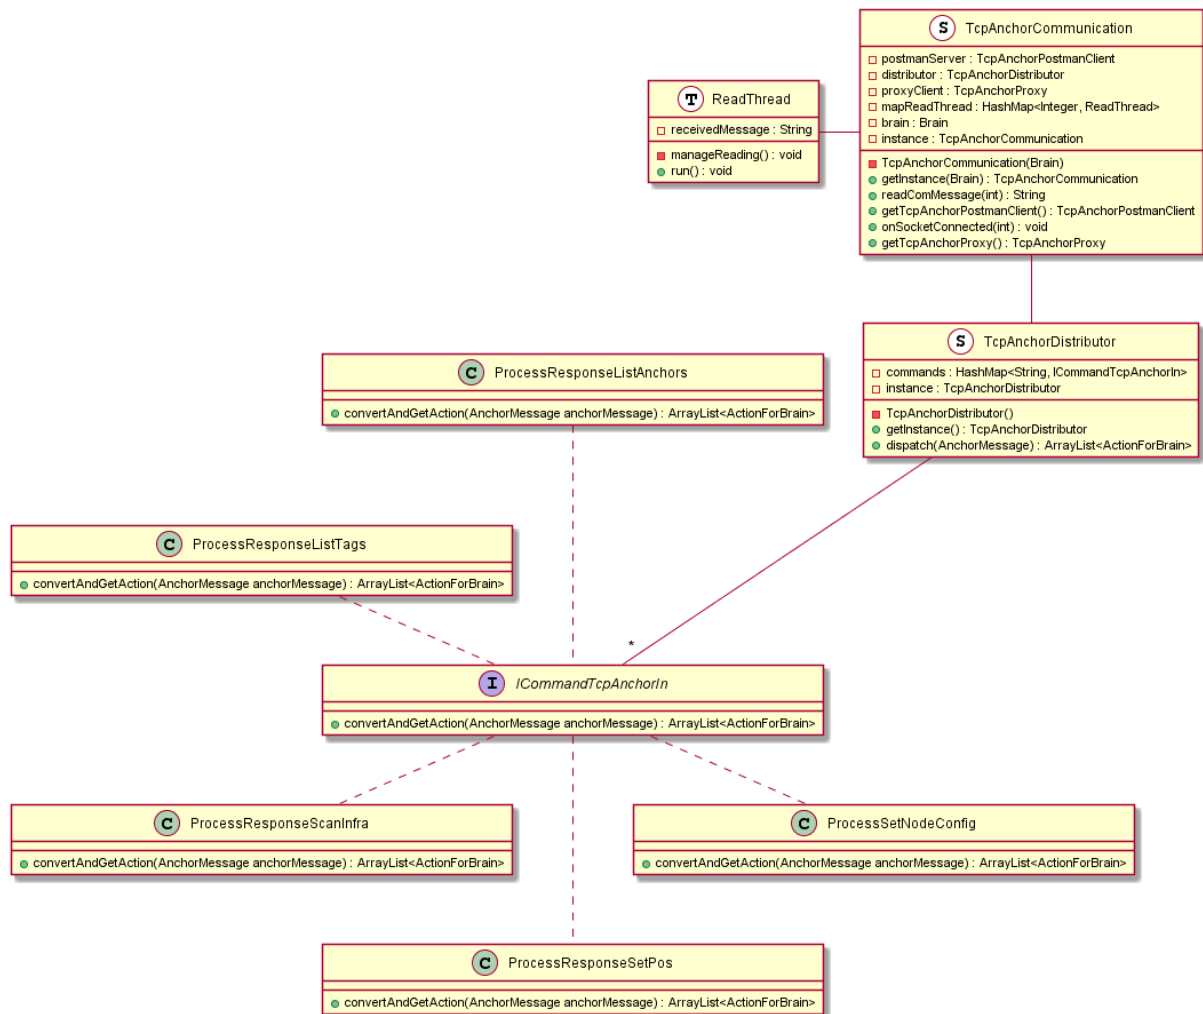 S TcpAnchorCommunication
postmanServer : TcpAnchorPostmanClient
distributor : TcpAnchorDistributor
proxyClient : TcpAnchorProxy
mapReadThread : HashMap<Integer, ReadThread>
brain : Brain
instance : TcpAnchorCommunication
TcpAnchorCommunication(Brain)
getInstance(Brain) : TcpAnchorCommunication
readComMessage(int) : String
getTcpAnchorPostmanClient() : TcpAnchorPostmanClient
onSocketConnected(int) : void
getTcpAnchorProxy() : TcpAnchorProxy
T ReadThread
receivedMessage : String
manageReading() : void
run() : void
S TcpAnchorDistributor
commands : HashMap<String, ICommandTcpAnchorIn>
instance : TcpAnchorDistributor
TcpAnchorDistributor()
getInstance() : TcpAnchorDistributor
dispatch(AnchorMessage) : ArrayList<ActionForBrain>
C ProcessResponseListAnchors
convertAndGetAction(AnchorMessage anchorMessage) : ArrayList<ActionForBrain>
C ProcessResponseListTags
convertAndGetAction(AnchorMessage anchorMessage) : ArrayList<ActionForBrain>
*
I ICommandTcpAnchorIn
convertAndGetAction(AnchorMessage anchorMessage) : ArrayList<ActionForBrain>
C ProcessResponseScanInfra
convertAndGetAction(AnchorMessage anchorMessage) : ArrayList<ActionForBrain>
C ProcessSetNodeConfig
convertAndGetAction(AnchorMessage anchorMessage) : ArrayList<ActionForBrain>
C ProcessResponseSetPos
convertAndGetAction(AnchorMessage anchorMessage) : ArrayList<ActionForBrain>